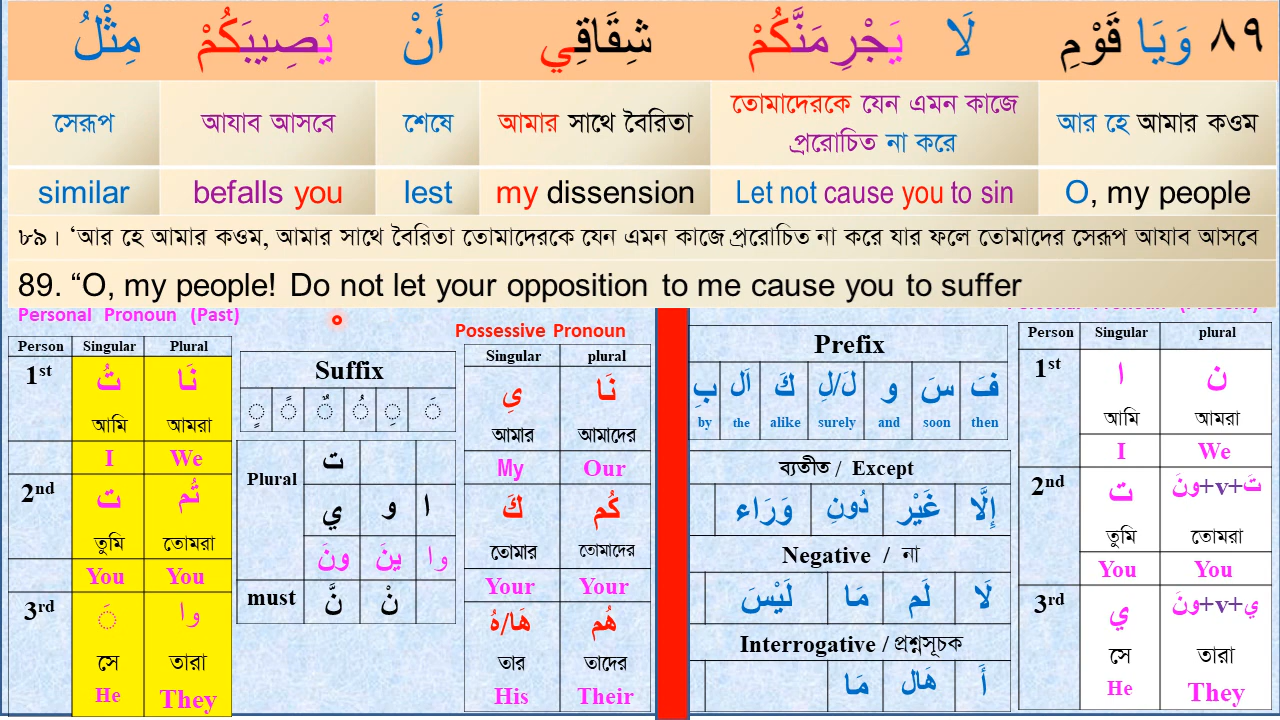 ٨٩ وَيَا قَوْمِ لَا يَجْرِمَنَّكُمْ شِقَاقِي أَنْ يُصِيبَكُمْ مِثْلُ
সেরূপ আযাব আসবে শেষে আমার সাথে বৈরিতা তোমাদেরকে যেন এমন কাজে প্ররোচিত না করে আর হে আমার কওম
similar befalls you lest my dissension Let not cause you to sin O, my people
৮৯। ‘আর হে আমার কওম, আমার সাথে বৈরিতা তোমাদেরকে যেন এমন কাজে প্ররোচিত না করে যার ফলে তোমাদের সেরূপ আযাব আসবে
89. “O, my people! Do not let your opposition to me cause you to suffer
Personal Pronoun (Past)
Person Singular Plural
1st تُ نَا
আমি আমরা
I We
2nd ت تُم
তুমি তোমরা
You You
3rd َ وا
সে তারা
He They
Suffix
ٍ ً ٌ ُ ِ َ
Plural ت
ي و ا
ونَ ينَ وا
must نَّ نْ
Possessive Pronoun
Singular plural
يِ نَا
আমার আমাদের
My Our
كَ كُم
তোমার তোমাদের
Your Your
هَا/هُ هُم
তার তাদের
His Their
Prefix
بِ اَل كَ لَ/لِ و سَ فَ
by the alike surely and soon then
ব্যতীত / Except
وَرَاء دُونِ غَيْر إِلَّا
Negative / না
لَيْسَ مَا لَم لَا
Interrogative / প্রশ্নসূচক
مَا هَال أَ
Person Singular plural
1st ا ن
আমি আমরা
I We
2nd ت تَ+v+ونَ
তুমি তোমরা
You You
3rd ي ي+v+ونَ
সে তারা
He They